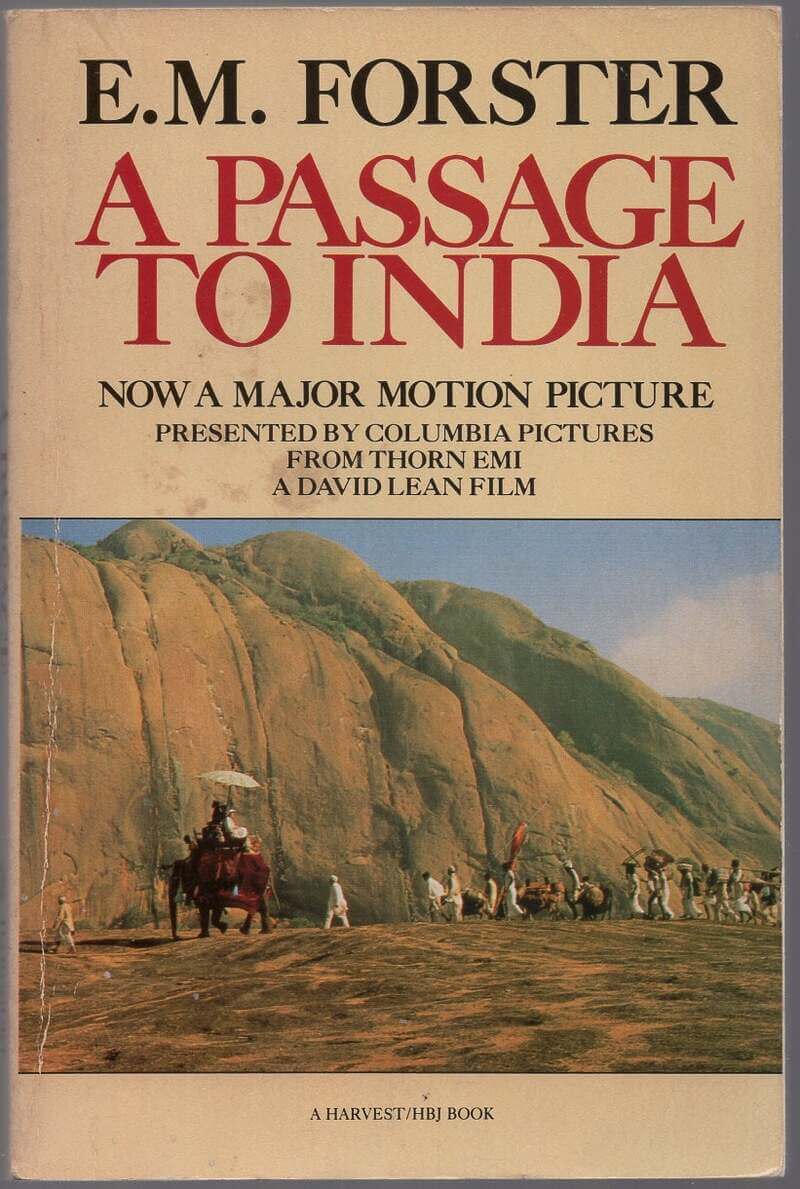 E.M. FORSTER
A PASSAGE
TO INDIA
NOW A MAJOR MOTION PICTURE
PRESENTED BY COLUMBIA PICTURES
FROM THORN EMI
A DAVID LEAN FILM
A HARVEST/HBJ BOOK